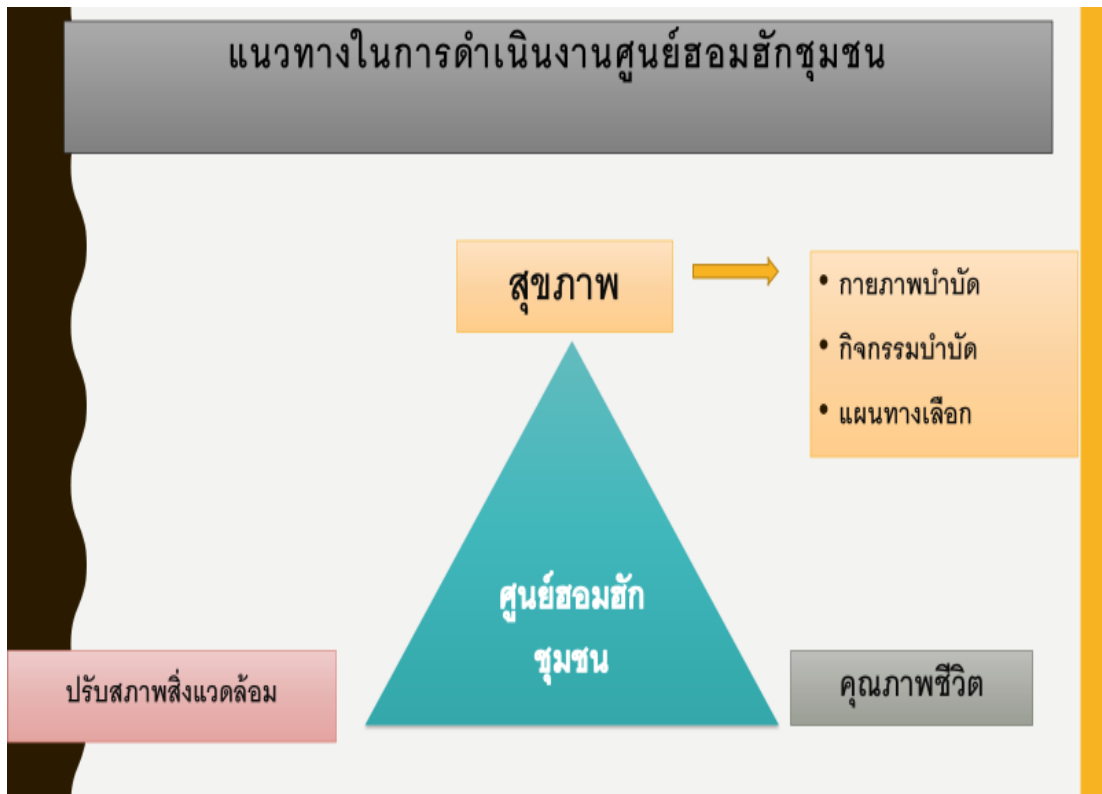 แนวทางในการดำเนินงานศูนย์ฮอมฮักชุมชน
สุขภาพ
• กายภาพบำบัด
• กิจกรรมบำบัด
• แผนทางเลือก
ศูนย์ฮอมฮัก
ชุมชน
ปรับสภาพสิ่งแวดล้อม
คุณภาพชีวิต